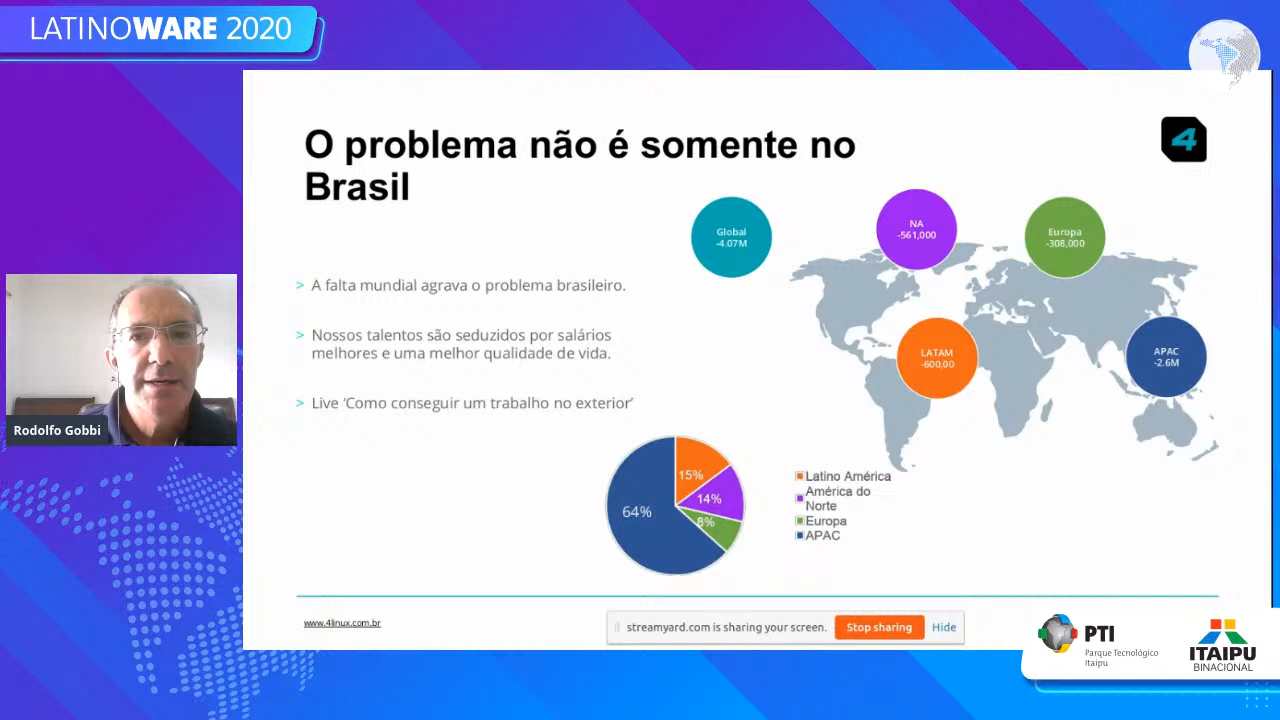 LATINOWARE 2020
O problema não é somente no
Brasil
4
Global
-4.07M
NA
-561,000
Europa
-308,000
> A falta mundial agrava o problema brasileiro.
> Nossos talentos são seduzidos por salários
melhores e uma melhor qualidade de vida.
> Live ‘Como conseguir um trabalho no exterior’
LATAM
-600,00
APAC
-2.6M
Rodolfo Gobbi
15%
14%
8%
64%
Latino América
América do
Norte
Europa
APAC
www.4linux.com.br
streamyard.com is sharing your screen.
Stop sharing
Hide
PTI
Parque Tecnológico
Itaipu
ITAIPU
BINACIONAL